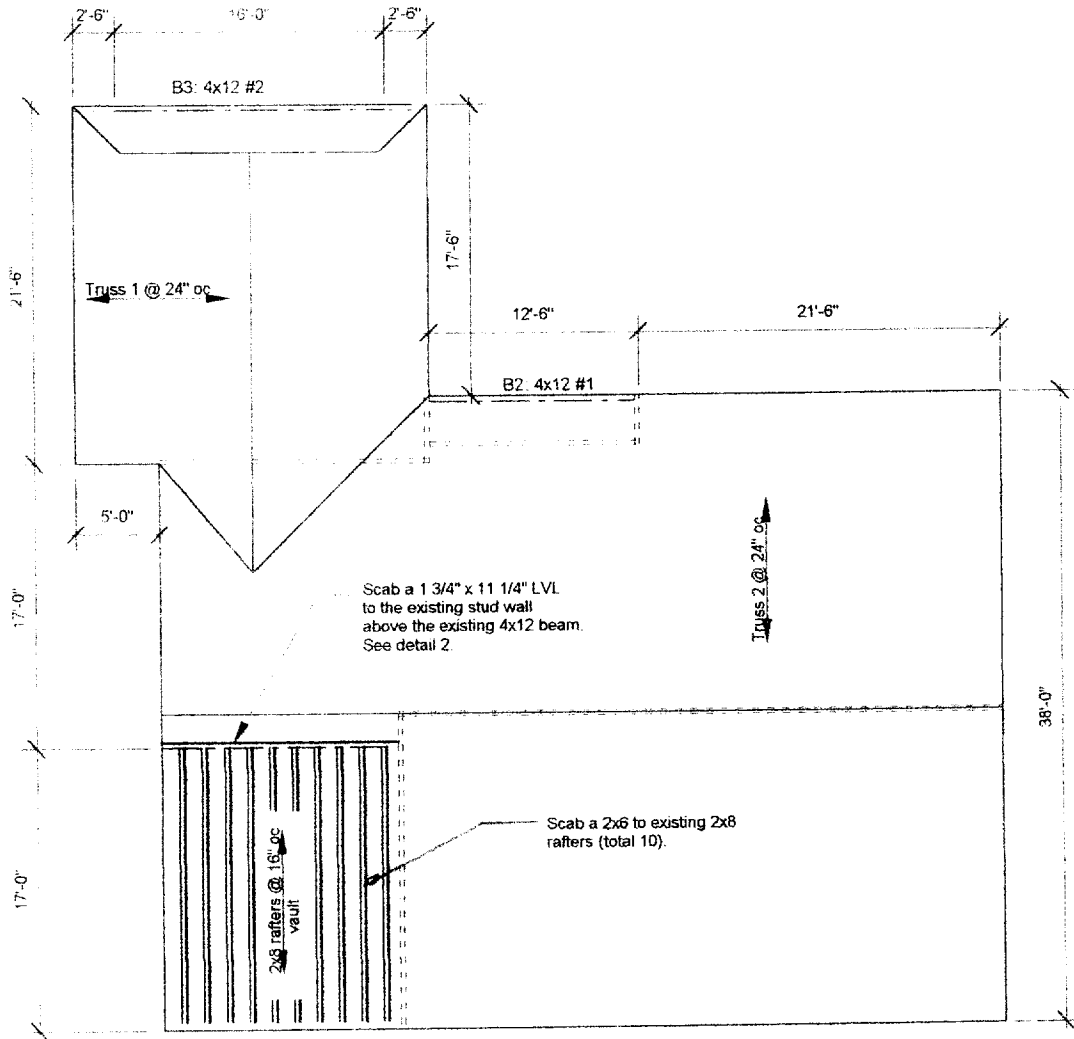 2'-6"
16'-0"
2'-6"
B3: 4x12 #2
21'-6"
Truss 1 @ 24" oc
17'-6"
12'-6"
21'-6"
B2: 4x12 #1
5'-0"
Truss 2 @ 24" oc
17'-0"
Scab a 1 3/4" x 11 1/4" LVL
to the existing stud wall
above the existing 4x12 beam.
See detail 2.
38'-0"
Scab a 2x6 to existing 2x8
rafters (total 10).
17'-0"
2x8 rafters @ 16" oc
vault